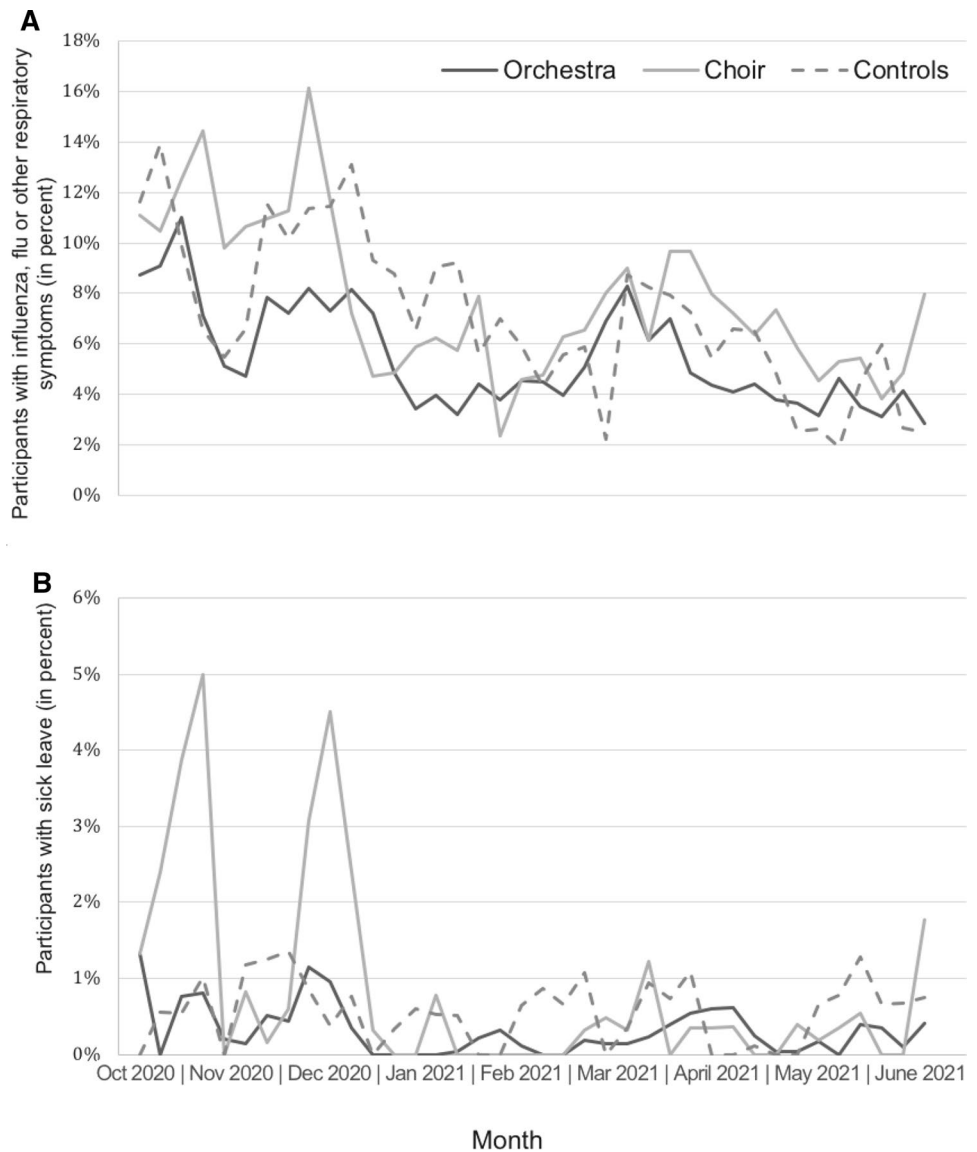 A
Participants with influenza, flu or other respiratory
symptoms (in percent)
18%
16%
14%
12%
10%
8%
6%
4%
2%
0%
Orchestra
Choir
Controls
B
Participants with sick leave (in percent)
6%
5%
4%
3%
2%
1%
0%
Oct 2020 | Nov 2020 | Dec 2020 | Jan 2021 | Feb 2021 | Mar 2021 | April 2021 | May 2021 | June 2021
Month